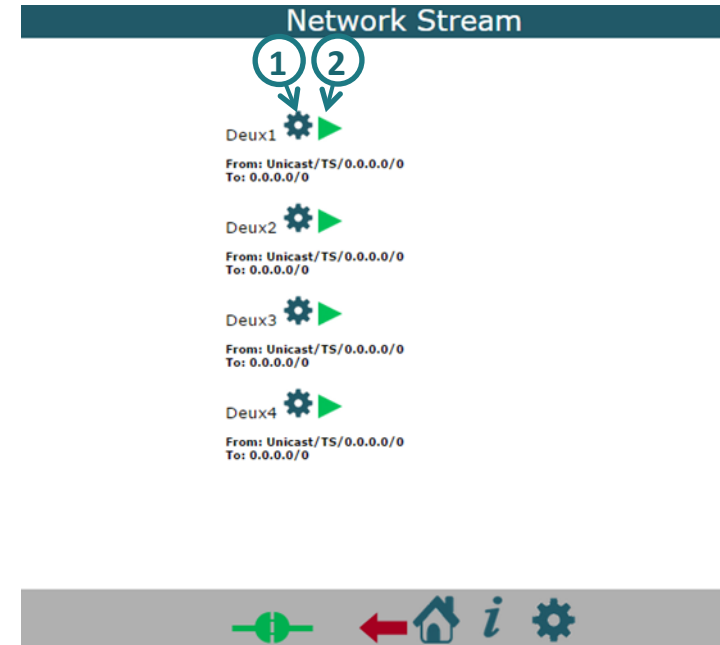 Network Stream
1 2
Deux1
From: Unicast/TS/0.0.0.0/0
To: 0.0.0.0/0
Deux2
From: Unicast/TS/0.0.0.0/0
To: 0.0.0.0/0
Deux3
From: Unicast/TS/0.0.0.0/0
To: 0.0.0.0/0
Deux4
From: Unicast/TS/0.0.0.0/0
To: 0.0.0.0/0
i